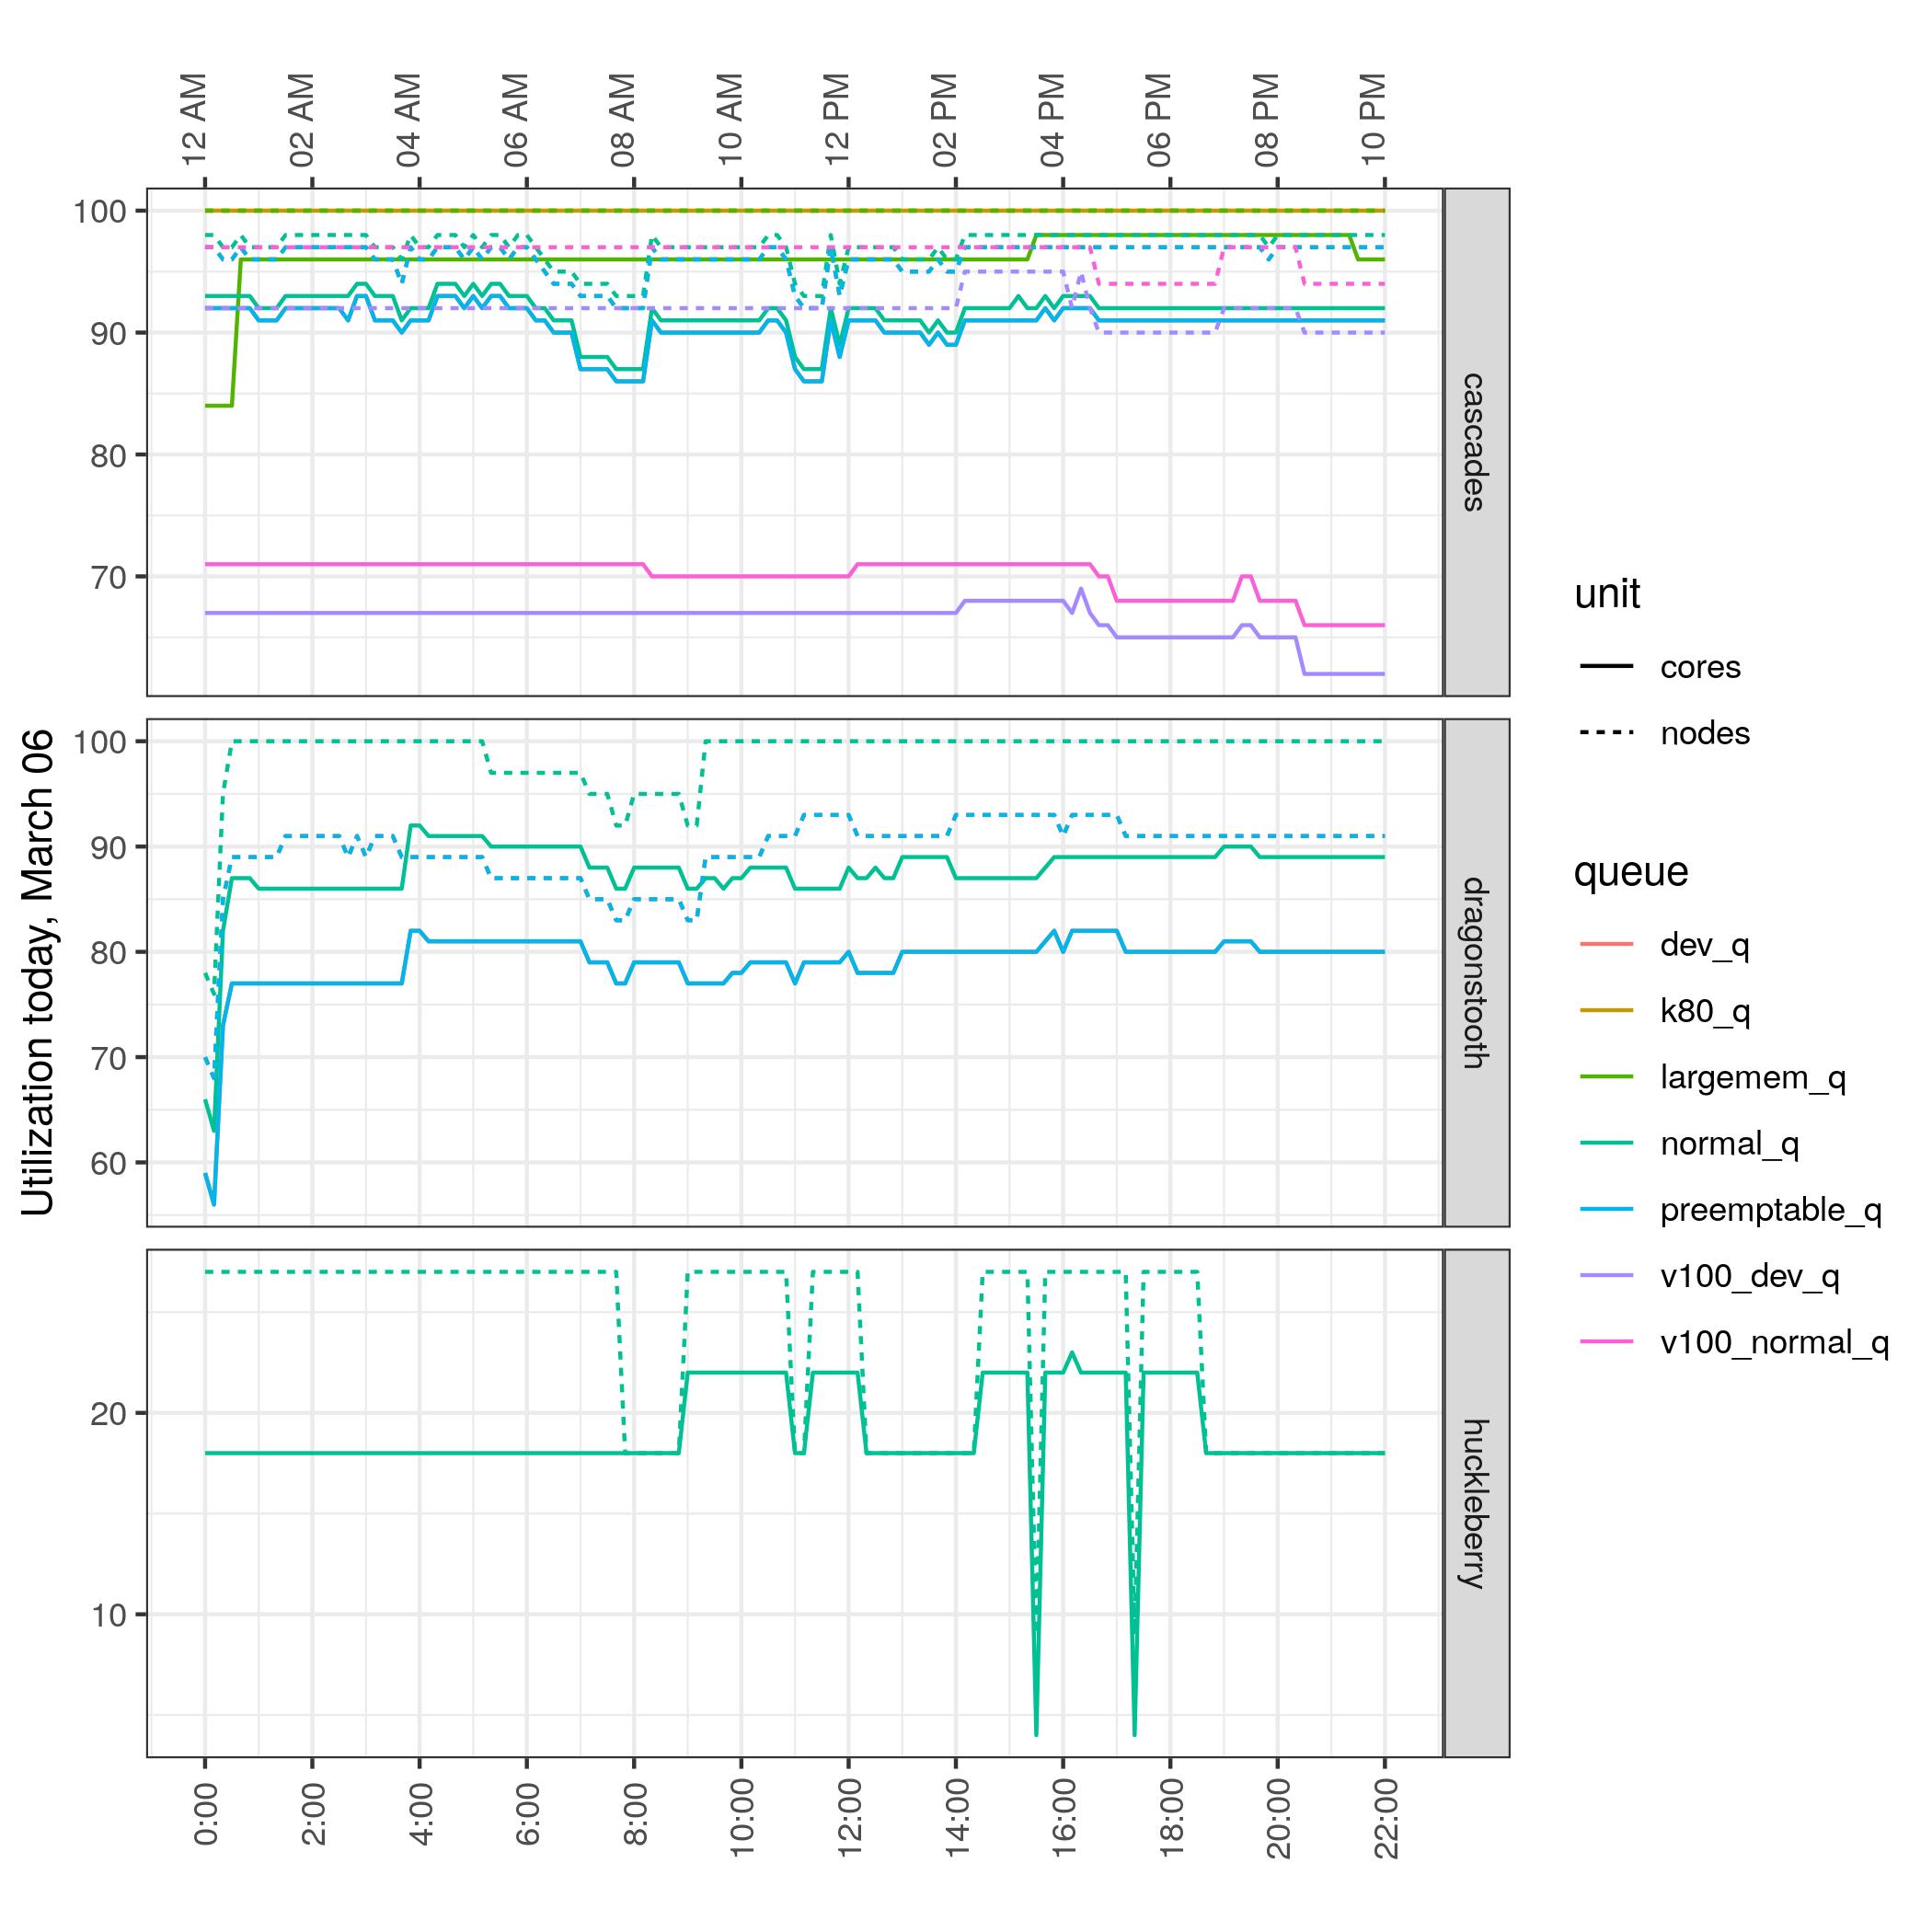 12 AM
02 AM
04 AM
06 AM
08 AM
10 AM
12 PM
02 PM
04 PM
06 PM
08 PM
10 PM
Utilization today, March 06
100
90
80
70
cascades
100
90
80
70
60
dragonstooth
20
10
huckleberry
0:00
2:00
4:00
6:00
8:00
10:00
12:00
14:00
16:00
18:00
20:00
22:00
unit
cores
nodes
queue
dev_q
k80_q
largemem_q
normal_q
preemptable_q
v100_dev_q
v100_normal_q